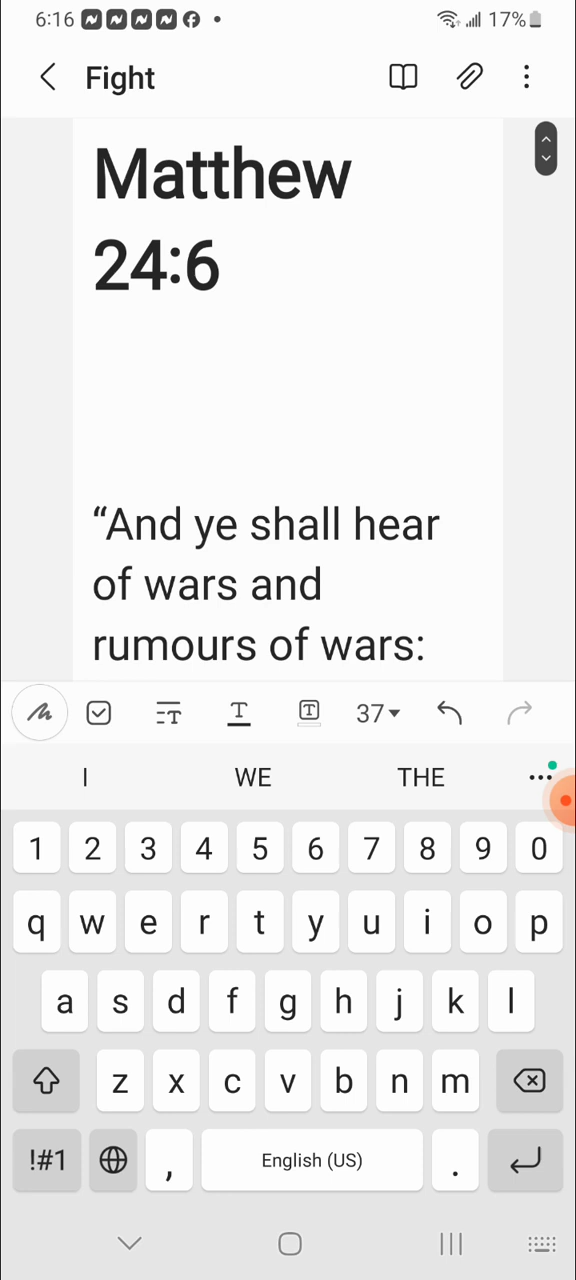 6:16 17%
Fight
Matthew
24:6
“And ye shall hear
of wars and
rumours of wars:
T T T 37
I WE THE
1 2 3 4 5 6 7 8 9 0
q w e r t y u i o p
a s d f g h j k l
z x c v b n m
!#1 , English (US) .